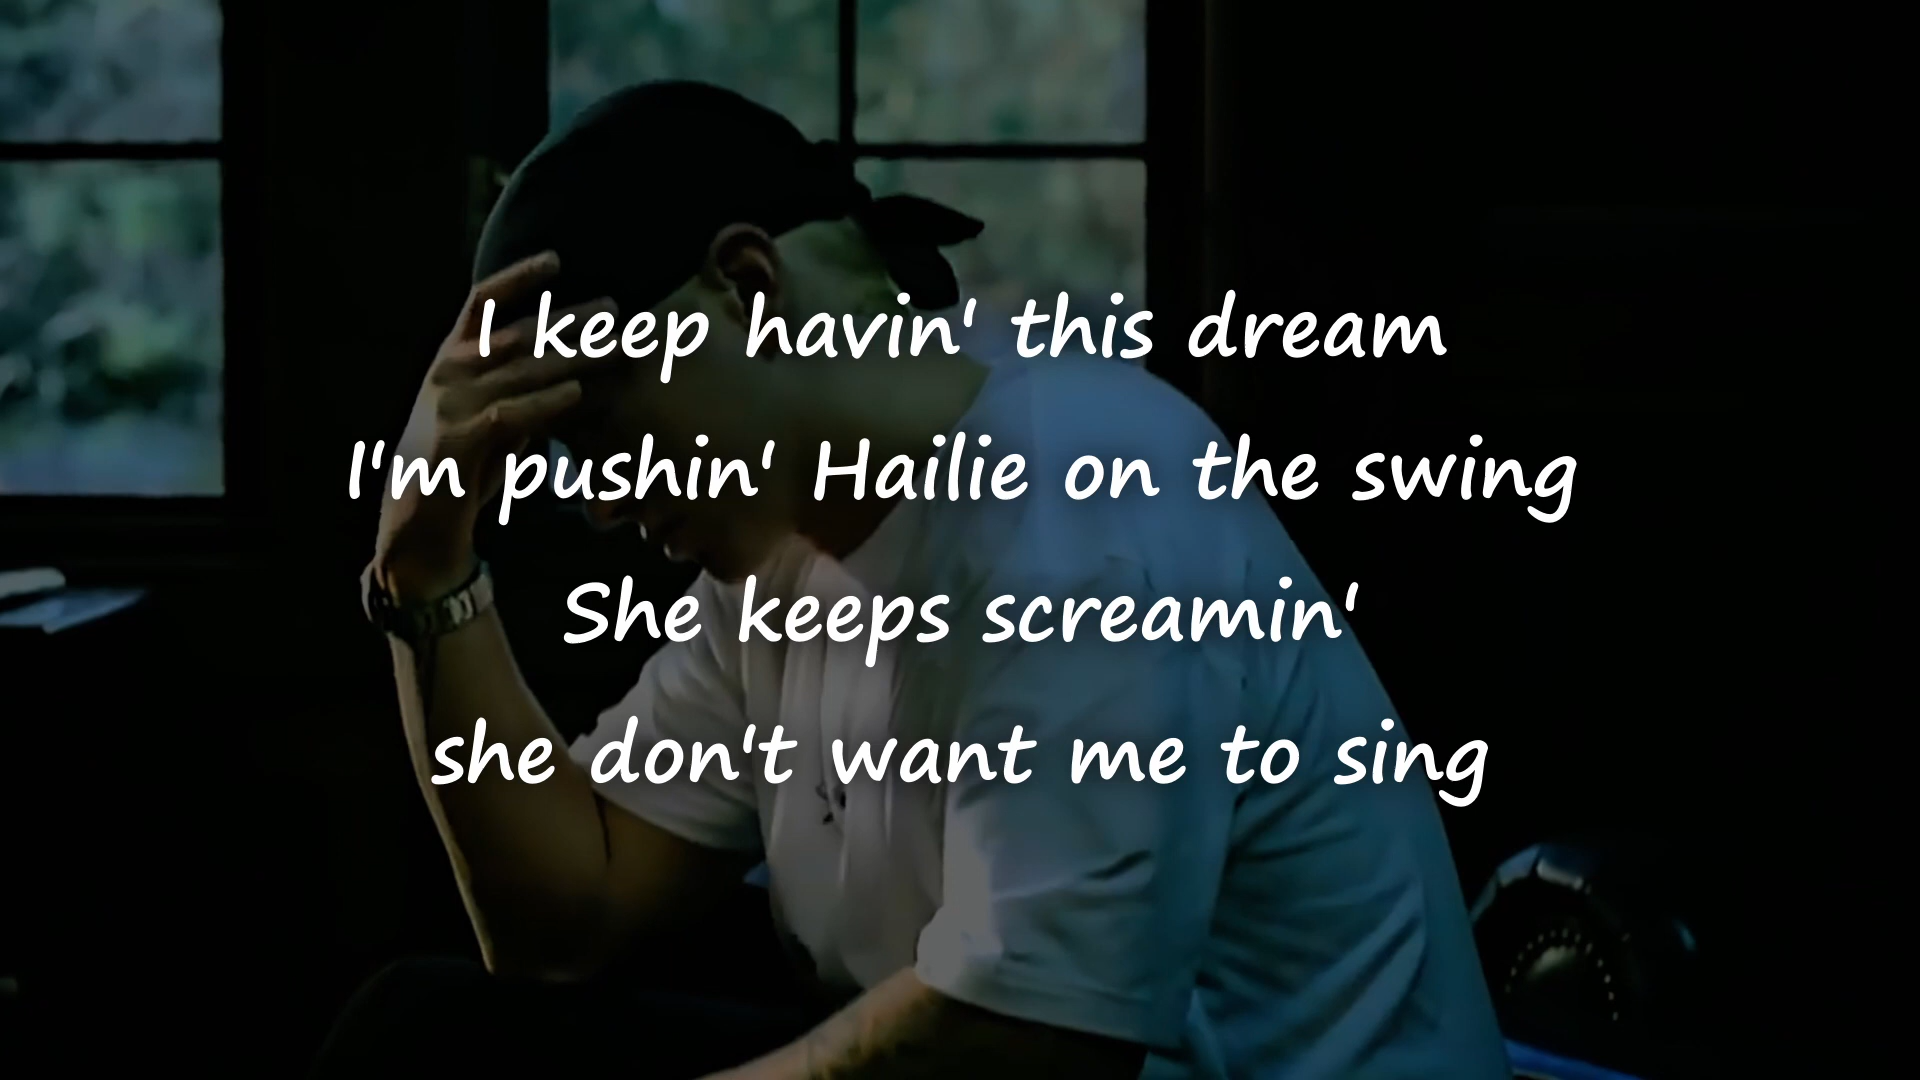 I keep havin' this dream
I'm pushin' Hailie on the swing
She keeps screamin'
she don't want me to sing